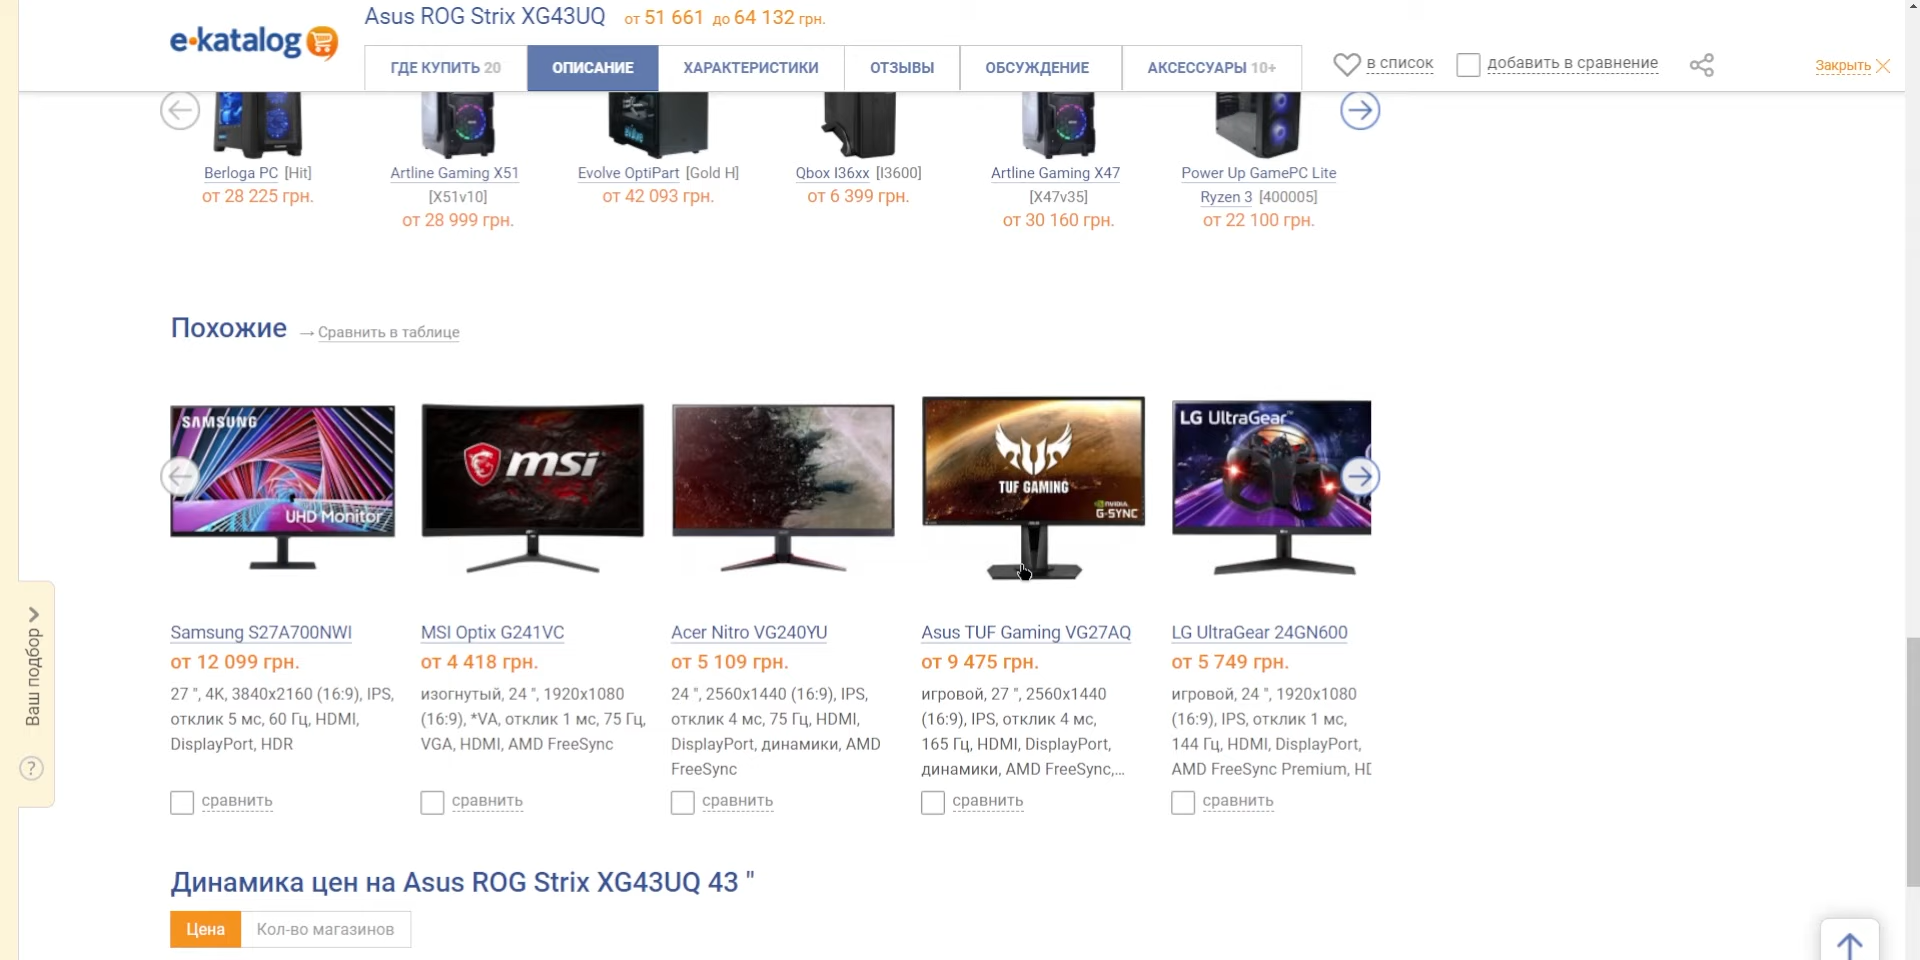 Asus ROG Strix XG43UQ от 51 661 до 64 132 грн.
e-katalog
ГДЕ КУПИТЬ 20 ОПИСАНИЕ ХАРАКТЕРИСТИКИ ОТЗЫВЫ ОБСУЖДЕНИЕ АКСЕССУАРЫ 10+ в список добавить в сравнение Закрыть
Berloga PC [Hit]
от 28 225 грн.
Artline Gaming X51
[X51v10]
от 28 999 грн.
Evolve OptiPart [Gold H]
от 42 093 грн.
Qbox I36xx [I3600]
от 6 399 грн.
Artline Gaming X47
[X47v35]
от 30 160 грн.
Power Up GamePC Lite
Ryzen 3 [400005]
от 22 100 грн.
Похожие → Сравнить в таблице
SAMSUNG
UHD Monitor
msi
TUF GAMING
NVIDIA
G-SYNC
LG UltraGear™
Samsung S27A700NWI
от 12 099 грн.
27 ", 4K, 3840x2160 (16:9), IPS,
отклик 5 мс, 60 Гц, HDMI,
DisplayPort, HDR
сравнить
MSI Optix G241VC
от 4 418 грн.
изогнутый, 24 ", 1920x1080
(16:9), *VA, отклик 1 мс, 75 Гц,
VGA, HDMI, AMD FreeSync
сравнить
Acer Nitro VG240YU
от 5 109 грн.
24 ", 2560x1440 (16:9), IPS,
отклик 4 мс, 75 Гц, HDMI,
DisplayPort, динамики, AMD
FreeSync
сравнить
Asus TUF Gaming VG27AQ
от 9 475 грн.
игровой, 27 ", 2560x1440
(16:9), IPS, отклик 4 мс,
165 Гц, HDMI, DisplayPort,
динамики, AMD FreeSync,...
сравнить
LG UltraGear 24GN600
от 5 749 грн.
игровой, 24 ", 1920x1080
(16:9), IPS, отклик 1 мс,
144 Гц, HDMI, DisplayPort,
AMD FreeSync Premium, HD
сравнить
Ваш подбор
?
Динамика цен на Asus ROG Strix XG43UQ 43 "
Цена Кол-во магазинов